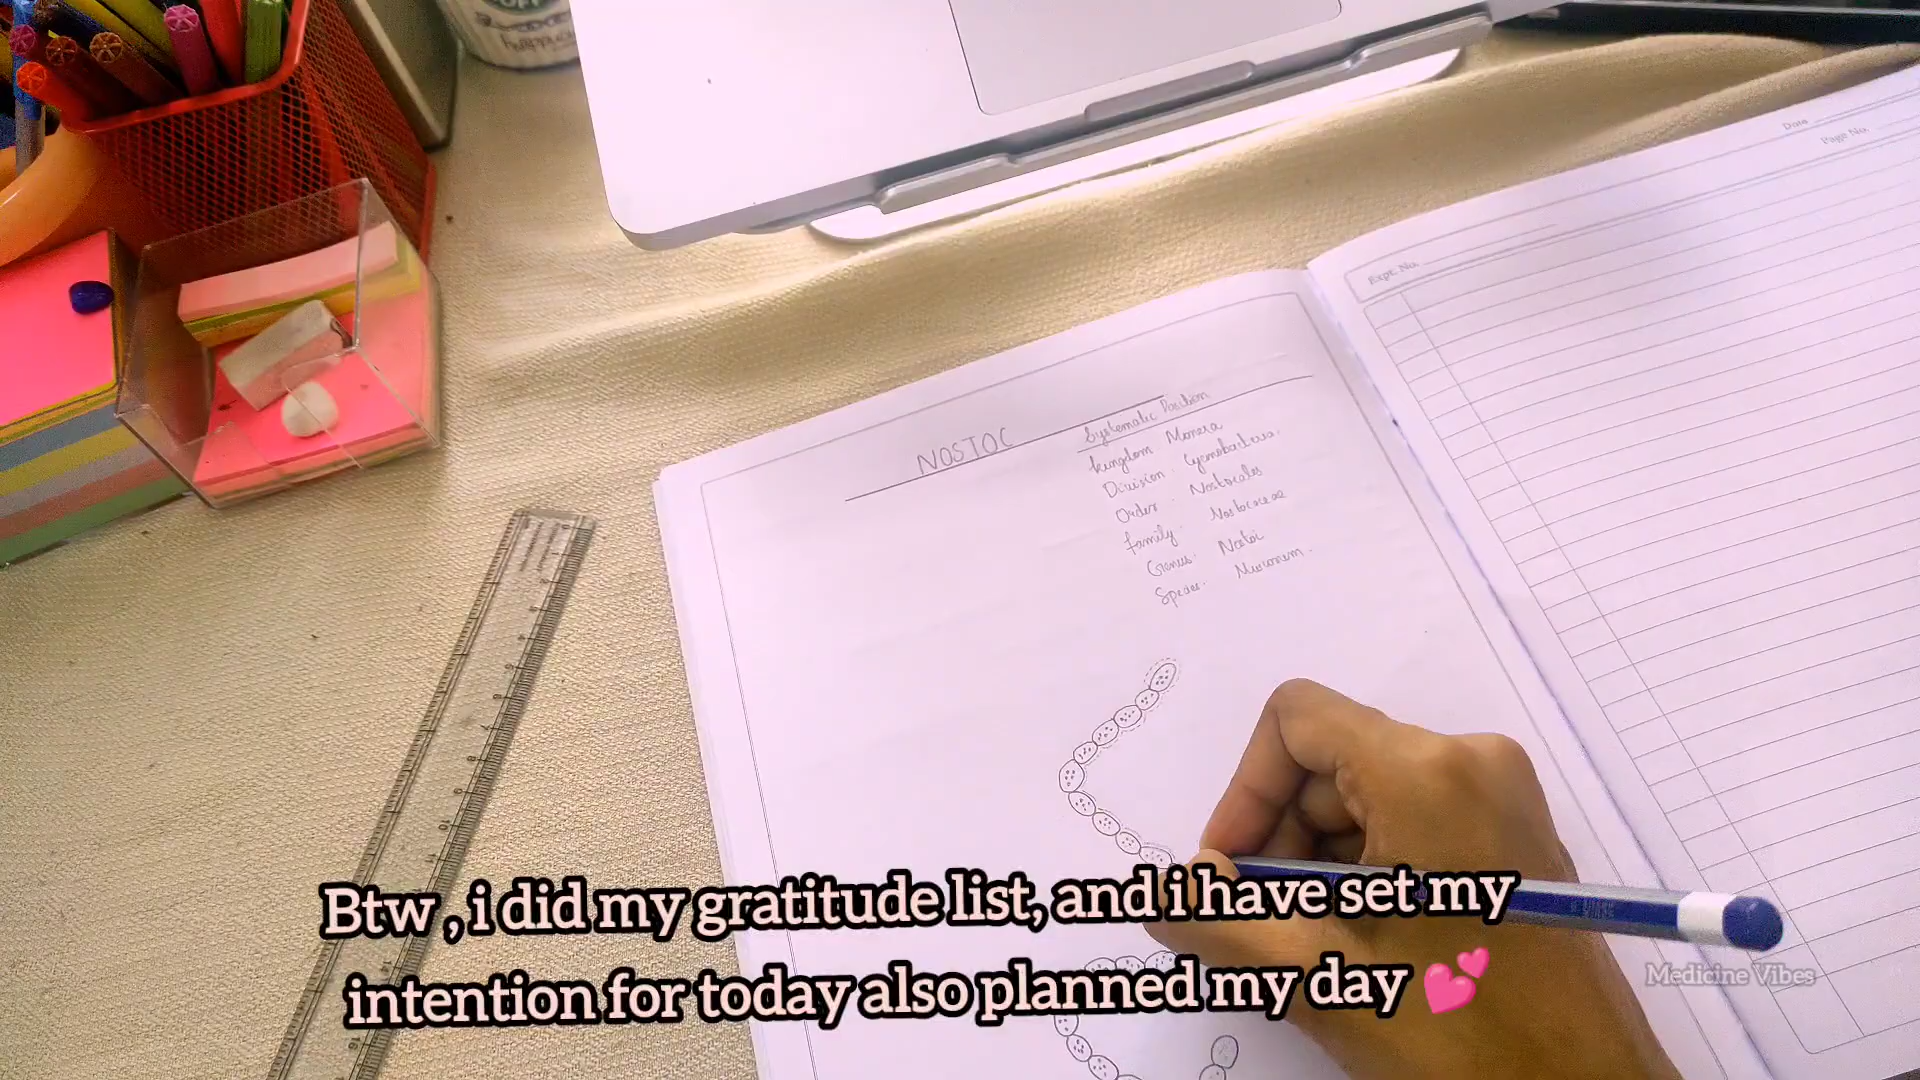 happi
Date
Page No.
Expt. No.
NOSTOC
Systematic Position
Kingdom Monera
Division Cyanobacteria.
Order Nostocales
Family Nostocaceae
Genus Nostoc
Species Muscorum.
Btw , i did my gratitude list, and i have set my
intention for today also planned my day 💕
Medicine Vibes